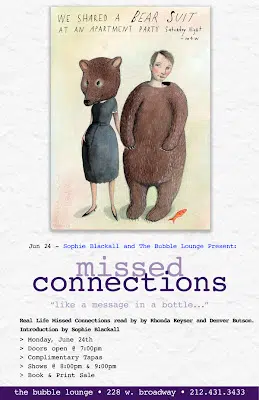 WE SHARED A BEAR SUIT
AT AN APARTMENT PARTY Saturday Night
Jun 24 - Sophie Blackall and The Bubble Lounge Present:
missed
connections
"like a message in a bottle..."
Real Life Missed Connections read by by Rhonda Keyser and Denver Butson.
Introduction by Sophie Blackall
> Monday, June 24th
> Doors open @ 7:00pm
> Complimentary Tapas
> Shows @ 8:00pm & 9:00pm
> Book & Print Sale
the bubble lounge • 228 w. broadway • 212.431.3433